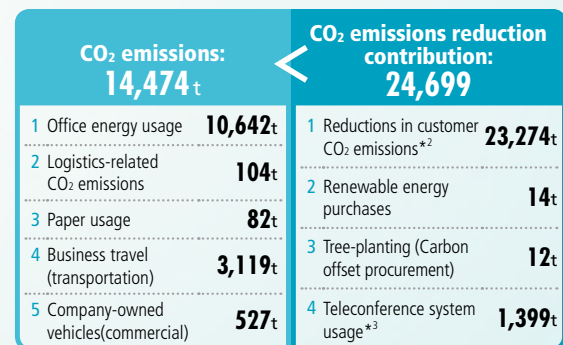 CO₂ emissions:
14,474 t
<
CO₂ emissions reduction
contribution:
24,699
1 Office energy usage 10,642t
2 Logistics-related
CO₂ emissions 104t
3 Paper usage 82t
4 Business travel
(transportation) 3,119t
5 Company-owned
vehicles(commercial) 527t
1 Reductions in customer
CO₂ emissions*² 23,274t
2 Renewable energy
purchases 14t
3 Tree-planting (Carbon
offset procurement) 12t
4 Teleconference system
usage*³ 1,399t